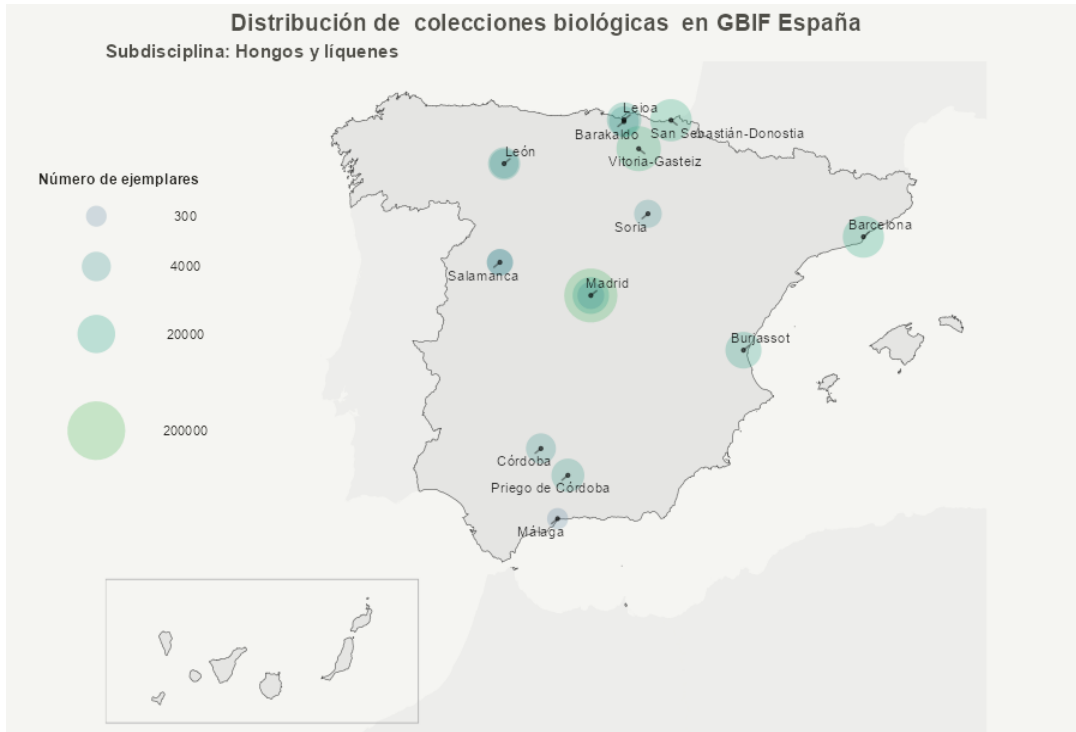 Distribución de colecciones biológicas en GBIF España
Subdisciplina: Hongos y líquenes
Número de ejemplares
300
4000
20000
200000
Leioa
Barakaldo
San Sebastián-Donostia
Vitoria-Gasteiz
León
Soria
Barcelona
Salamanca
Madrid
Burjassot
Córdoba
Priego de Córdoba
Málaga